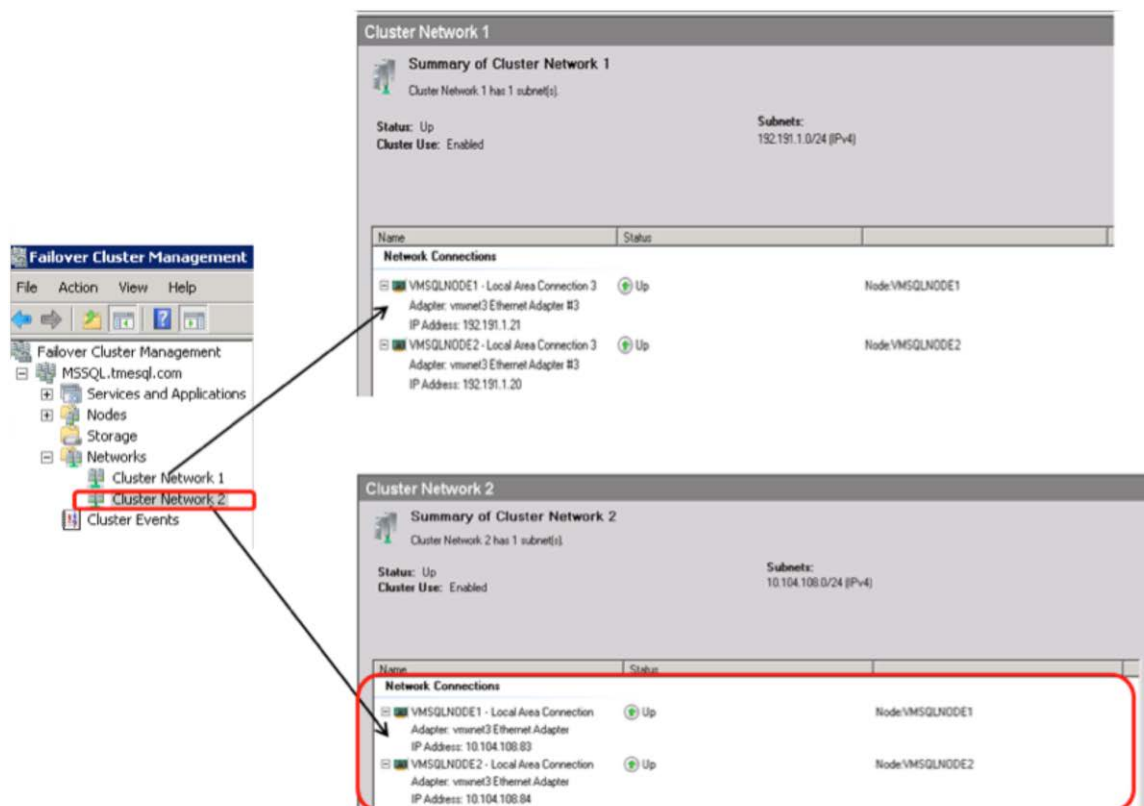 Cluster Network 1
Summary of Cluster Network 1
Cluster Network 1 has 1 subnet(s).
Status: Up
Cluster Use: Enabled
Subnets:
192.191.1.0/24 (IPv4)
Name Status
Network Connections
VMSQLNODE1 - Local Area Connection 3 Up Node:VMSQLNODE1
Adapter: vmxnet3 Ethernet Adapter #3
IP Address: 192.191.1.21
VMSQLNODE2 - Local Area Connection 3 Up Node:VMSQLNODE2
Adapter: vmxnet3 Ethernet Adapter #3
IP Address: 192.191.1.20
Failover Cluster Management
File Action View Help
Failover Cluster Management
MSSQL.tmesql.com
Services and Applications
Nodes
Storage
Networks
Cluster Network 1
Cluster Network 2
Cluster Events
Cluster Network 2
Summary of Cluster Network 2
Cluster Network 2 has 1 subnet(s).
Status: Up
Cluster Use: Enabled
Subnets:
10.104.108.0/24 (IPv4)
Name Status
Network Connections
VMSQLNODE1 - Local Area Connection Up Node:VMSQLNODE1
Adapter: vmxnet3 Ethernet Adapter
IP Address: 10.104.108.83
VMSQLNODE2 - Local Area Connection Up Node:VMSQLNODE2
Adapter: vmxnet3 Ethernet Adapter
IP Address: 10.104.108.84